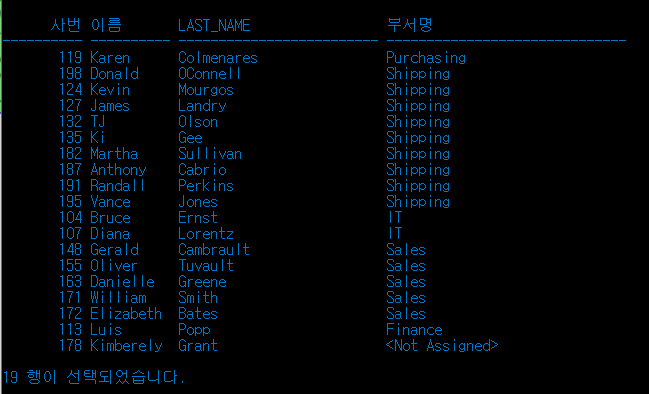 사번 이름 LAST_NAME 부서명
---------- ---------- ------------------------- ------------------------------
119 Karen Colmenares Purchasing
198 Donald OConnell Shipping
124 Kevin Mourgos Shipping
127 James Landry Shipping
132 TJ Olson Shipping
135 Ki Gee Shipping
182 Martha Sullivan Shipping
187 Anthony Cabrio Shipping
191 Randall Perkins Shipping
195 Vance Jones Shipping
104 Bruce Ernst IT
107 Diana Lorentz IT
148 Gerald Cambrault Sales
155 Oliver Tuvault Sales
163 Danielle Greene Sales
171 William Smith Sales
172 Elizabeth Bates Sales
113 Luis Popp Finance
178 Kimberely Grant <Not Assigned>
19 행이 선택되었습니다.